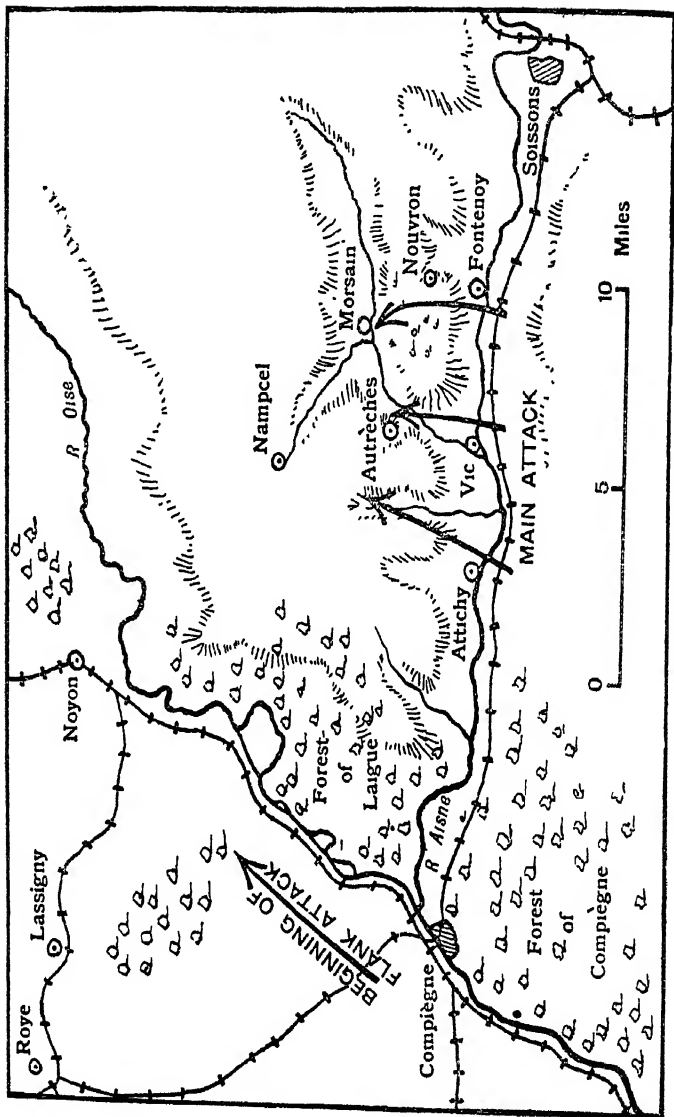 Roye
Lassigny
Noyon
R Oise
BEGINNING OF
FLANK ATTACK
Nampcel
Morsain
Autrèches
Nouvron
Forest
of
Laigue
Attichy
Vic
Fontenoy
Soissons
Compiègne
R Aisne
MAIN ATTACK
Forest
of
Compiègne
0 5 10
Miles